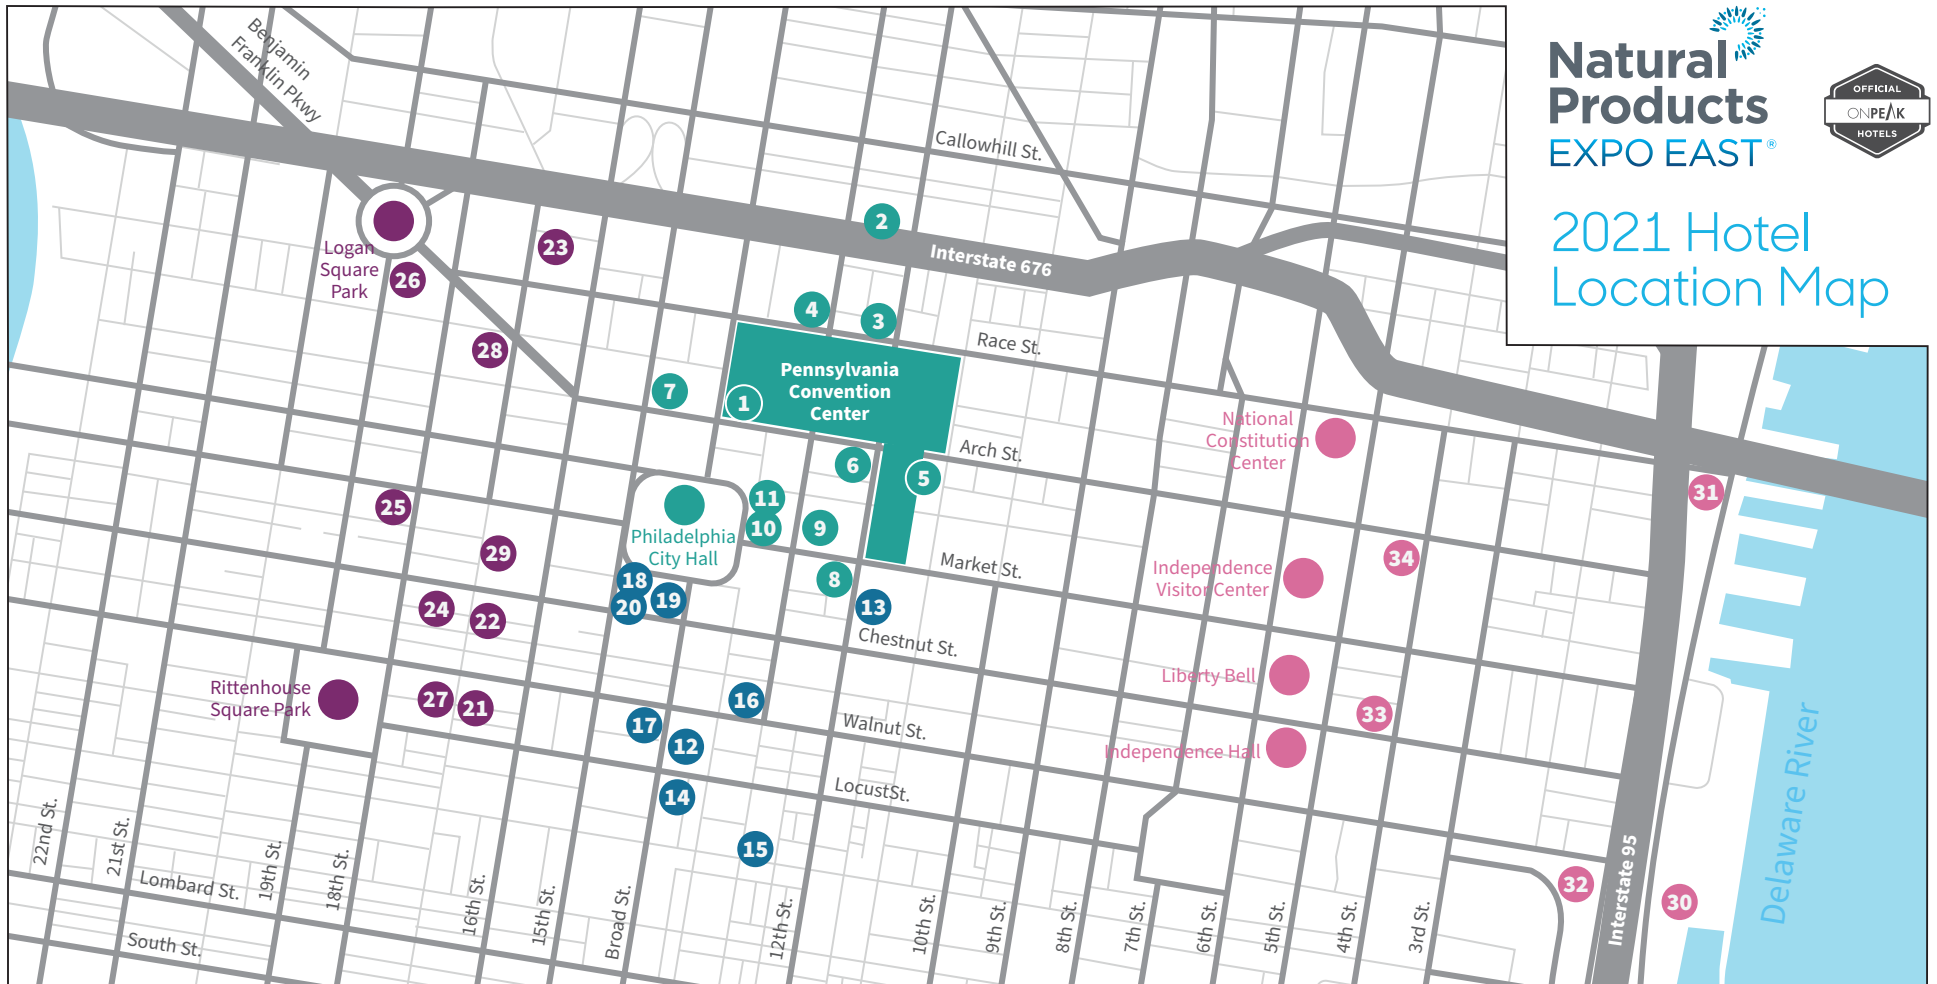 Natural
Products
EXPO EAST®
OFFICIAL
ONPEAK
HOTELS
2021 Hotel
Location Map
Benjamin
Franklin Pkwy
Callowhill St.
Interstate 676
2
23
Logan
Square
Park
26
4
3
Race St.
28
Pennsylvania
Convention
Center
7
1
National
Constitution
Center
Arch St.
6
5
31
25
11
10
9
Philadelphia
City Hall
29
Market St.
Independence
Visitor Center
34
18
8
19
20
13
24
22
Chestnut St.
Liberty Bell
Rittenhouse
Square Park
27
21
16
17
12
Walnut St.
33
Independence Hall
14
LocustSt.
15
Delaware River
22nd St.
21st St.
19th St.
18th St.
16th St.
15th St.
Broad St.
12th St.
10th St.
9th St.
8th St.
7th St.
6th St.
5th St.
4th St.
3rd St.
Interstate 95
32
30
Lombard St.
South St.